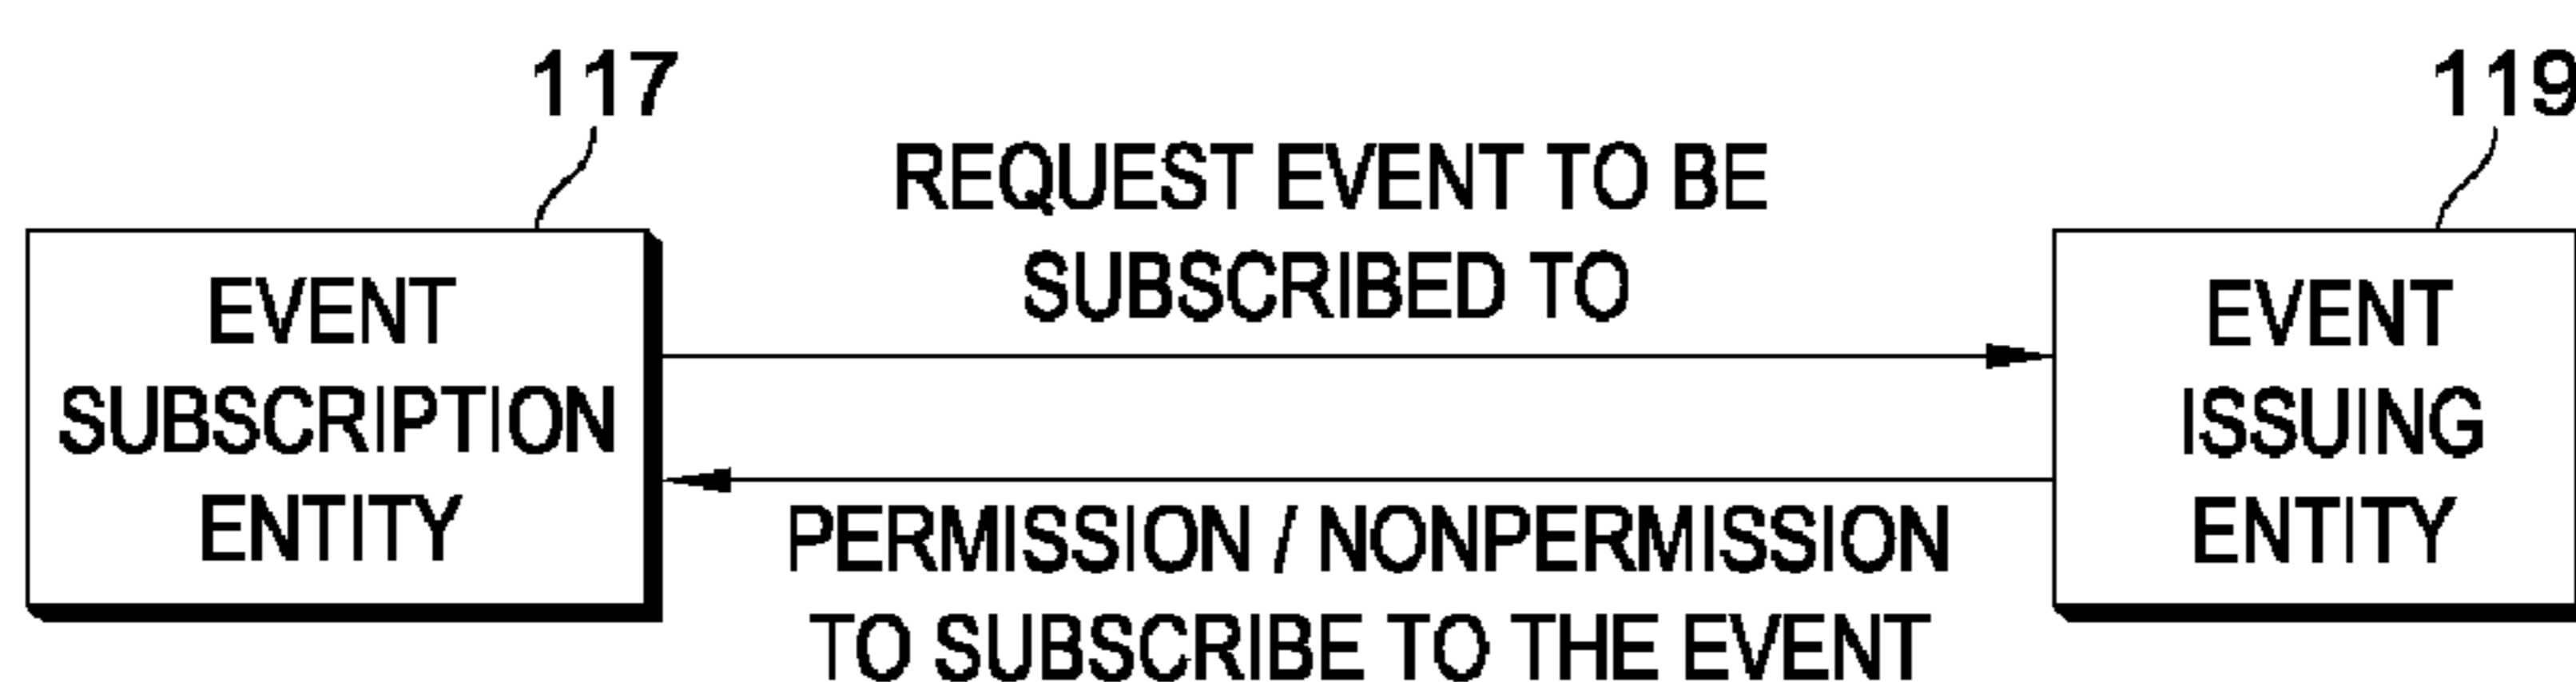 117
119
REQUEST EVENT TO BE
SUBSCRIBED TO
EVENT
SUBSCRIPTION
ENTITY
EVENT
ISSUING
ENTITY
PERMISSION / NONPERMISSION
TO SUBSCRIBE TO THE EVENT